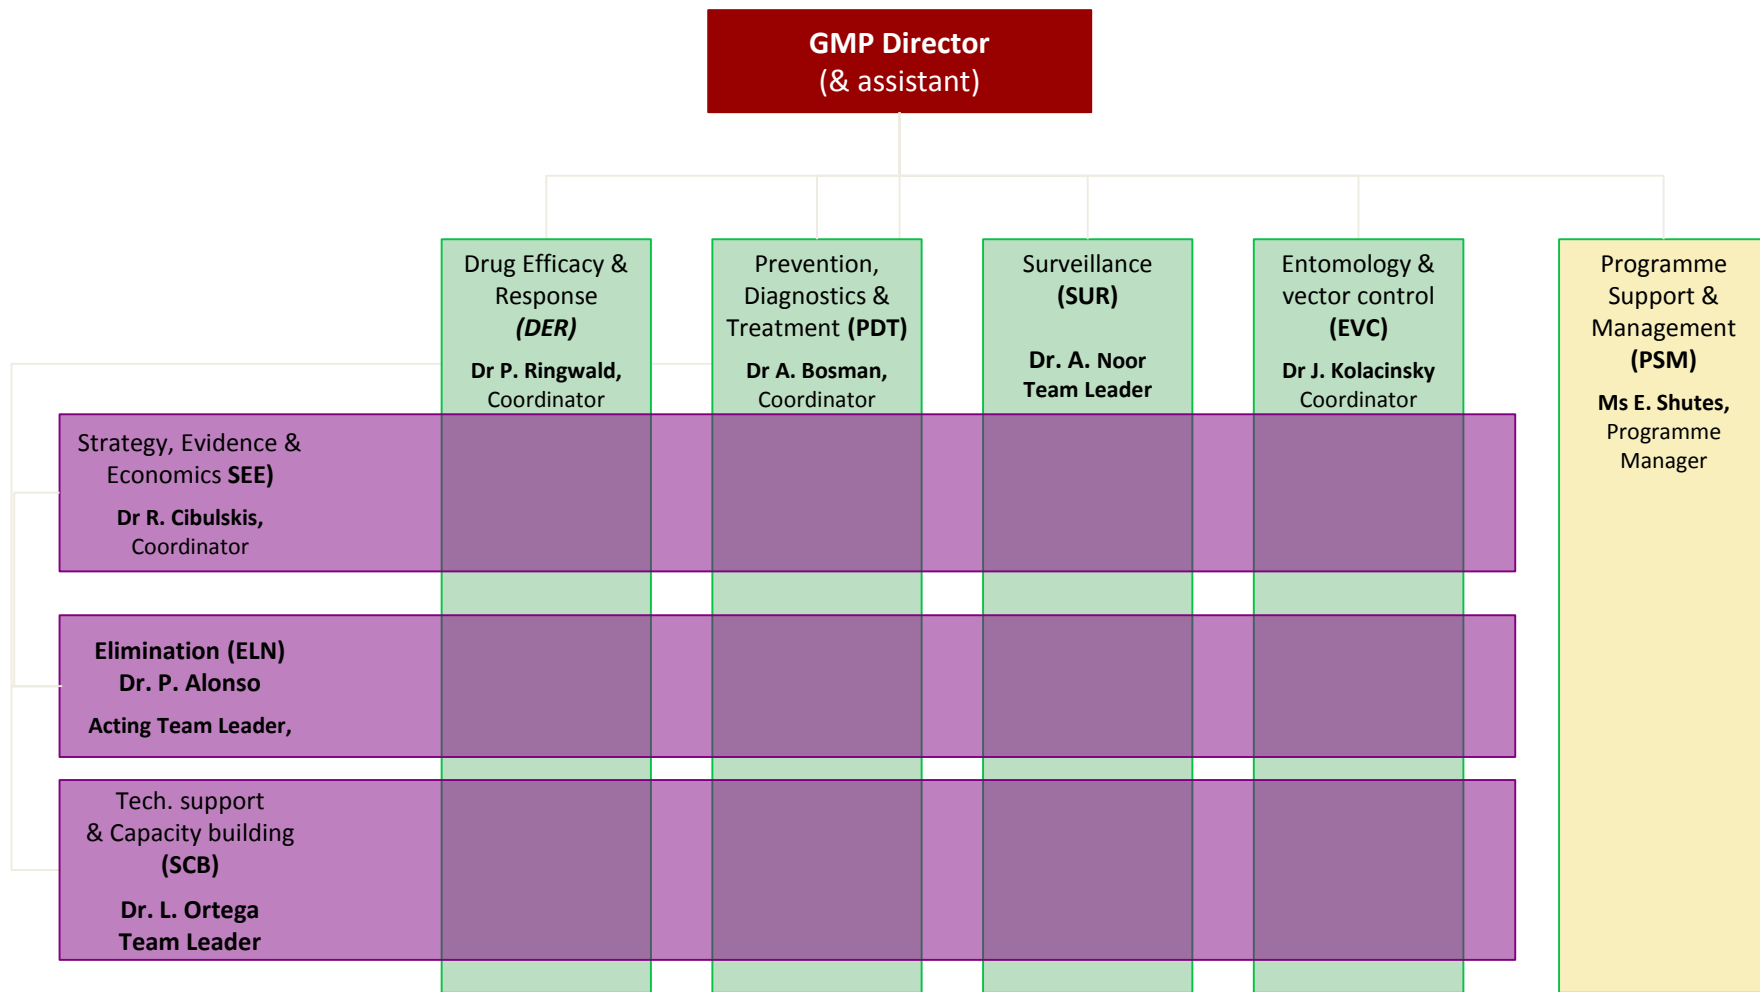 GMP Director
(& assistant)
Drug Efficacy &
Response
(DER)
Dr P. Ringwald,
Coordinator
Prevention,
Diagnostics &
Treatment (PDT)
Dr A. Bosman,
Coordinator
Surveillance
(SUR)
Dr. A. Noor
Team Leader
Entomology &
vector control
(EVC)
Dr J. Kolacinsky
Coordinator
Programme
Support &
Management
(PSM)
Ms E. Shutes,
Programme
Manager
Strategy, Evidence &
Economics SEE)
Dr R. Cibulskis,
Coordinator
Elimination (ELN)
Dr. P. Alonso
Acting Team Leader,
Tech. support
& Capacity building
(SCB)
Dr. L. Ortega
Team Leader